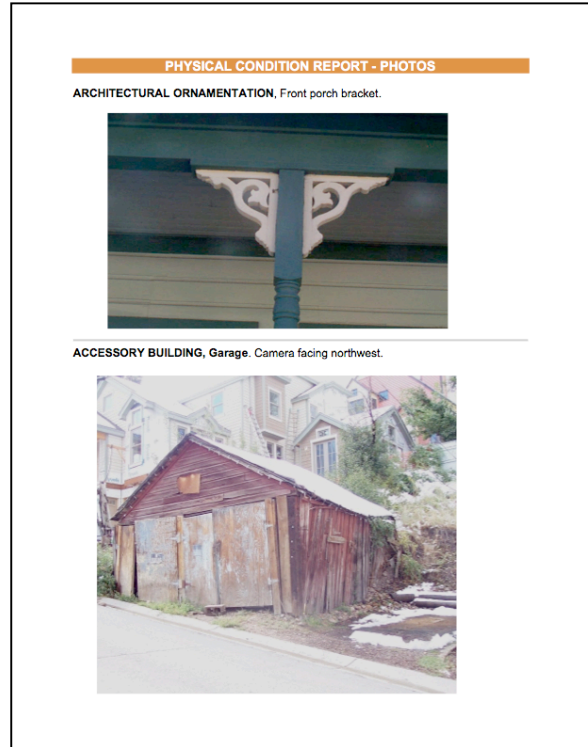 PHYSICAL CONDITION REPORT - PHOTOS
ARCHITECTURAL ORNAMENTATION, Front porch bracket.
ACCESSORY BUILDING, Garage. Camera facing northwest.